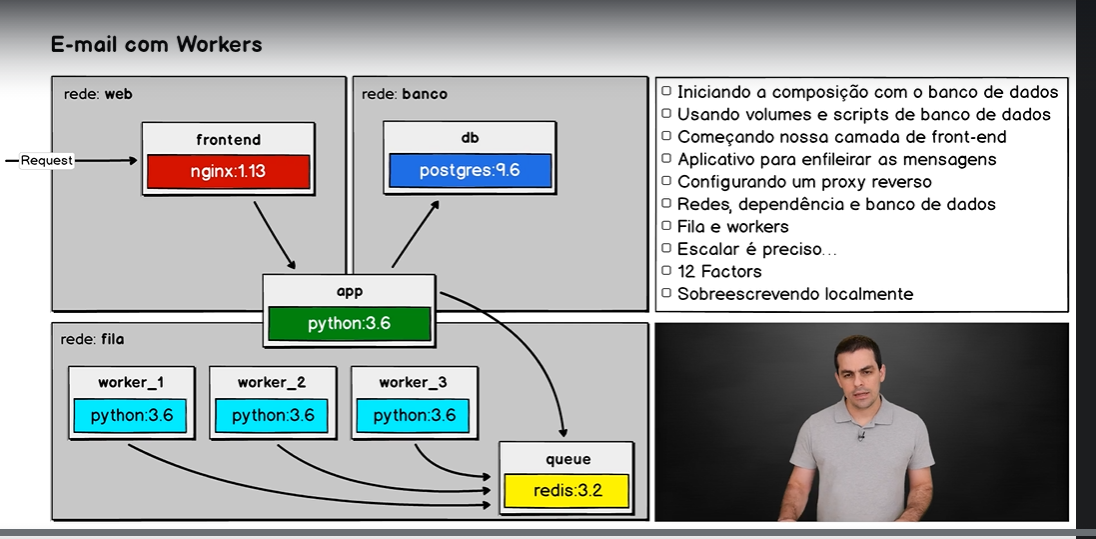 E-mail com Workers
rede: web
frontend
nginx:1.13
Request
rede: banco
db
postgres:9.6
app
python:3.6
rede: fila
worker_1
python:3.6
worker_2
python:3.6
worker_3
python:3.6
queue
redis:3.2
Iniciando a composição com o banco de dados
Usando volumes e scripts de banco de dados
Começando nossa camada de front-end
Aplicativo para enfileirar as mensagens
Configurando um proxy reverso
Redes, dependência e banco de dados
Fila e workers
Escalar é preciso...
12 Factors
Sobreescrevendo localmente